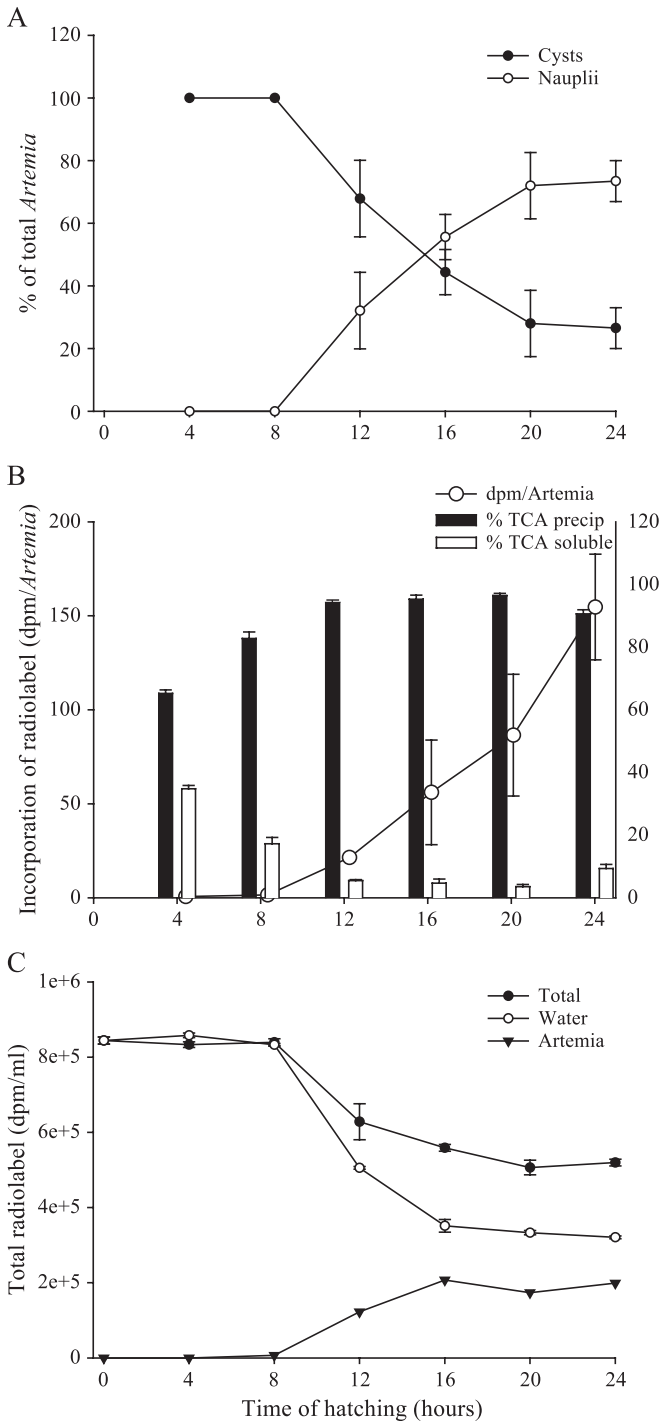 A
120
100
80
60
40
20
0
% of total Artemia
Cysts
Nauplii
0 4 8 12 16 20 24
B
dpm/Artemia
% TCA precip
% TCA soluble
200
150
100
50
0
Incorporation of radiolabel (dpm/Artemia)
120
100
80
60
40
20
0
0 4 8 12 16 20 24
C
1e+6
8e+5
6e+5
4e+5
2e+5
0
Total radiolabel (dpm/ml)
Total
Water
Artemia
0 4 8 12 16 20 24
Time of hatching (hours)